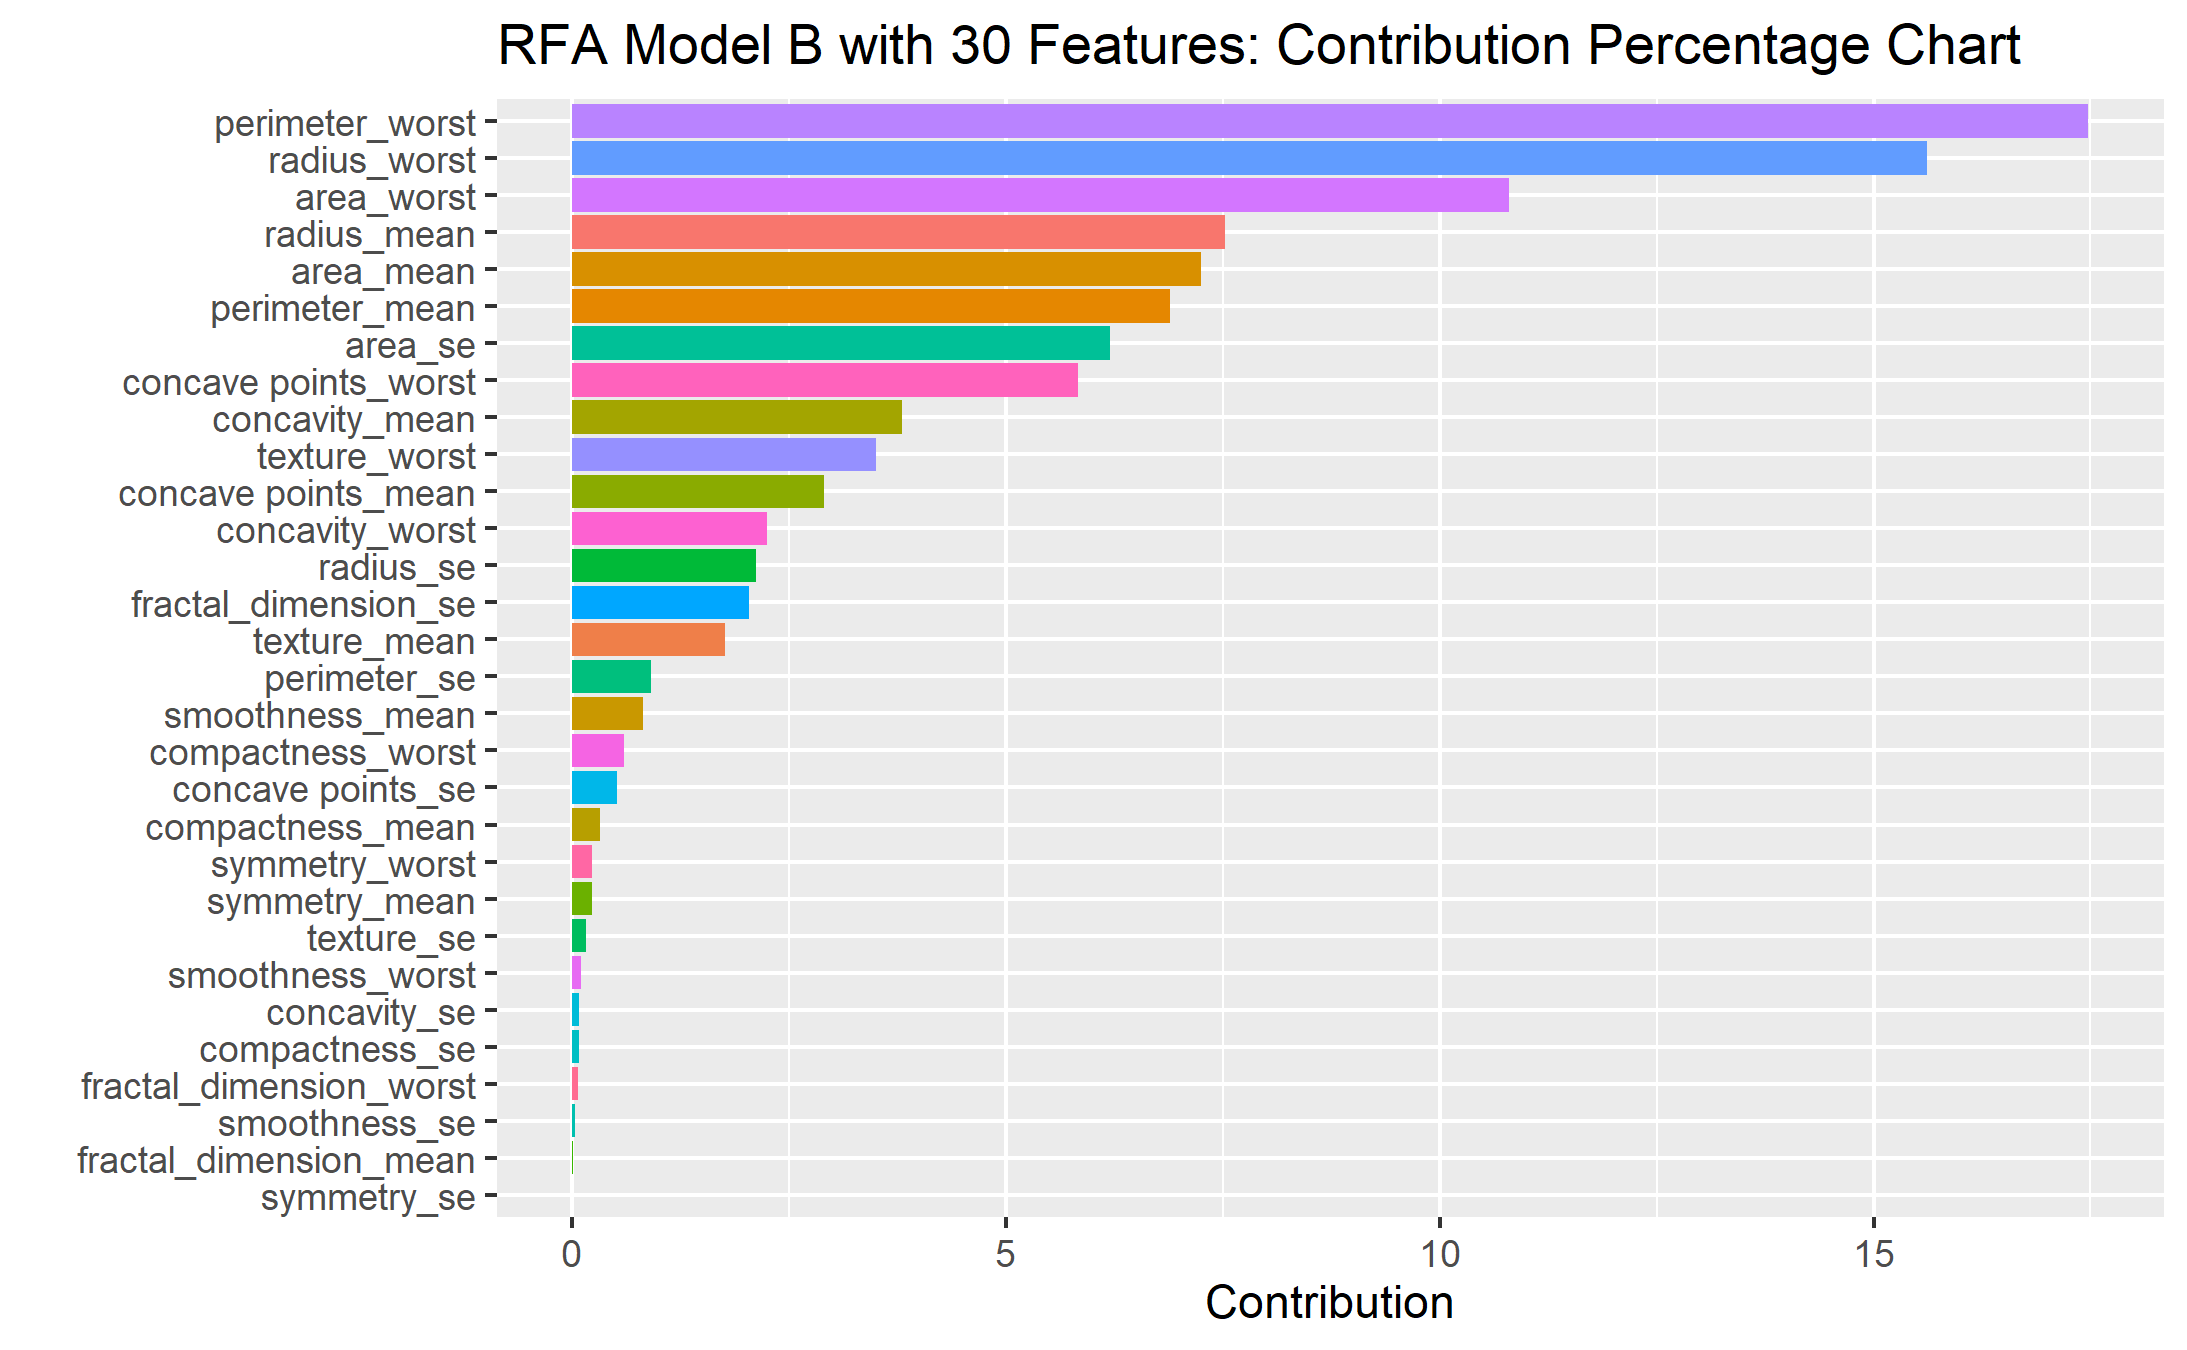 RFA Model B with 30 Features: Contribution Percentage Chart
perimeter_worst
radius_worst
area_worst
radius_mean
area_mean
perimeter_mean
area_se
concave points_worst
concavity_mean
texture_worst
concave points_mean
concavity_worst
radius_se
fractal_dimension_se
texture_mean
perimeter_se
smoothness_mean
compactness_worst
concave points_se
compactness_mean
symmetry_worst
symmetry_mean
texture_se
smoothness_worst
concavity_se
compactness_se
fractal_dimension_worst
smoothness_se
fractal_dimension_mean
symmetry_se
0 5 10 15
Contribution